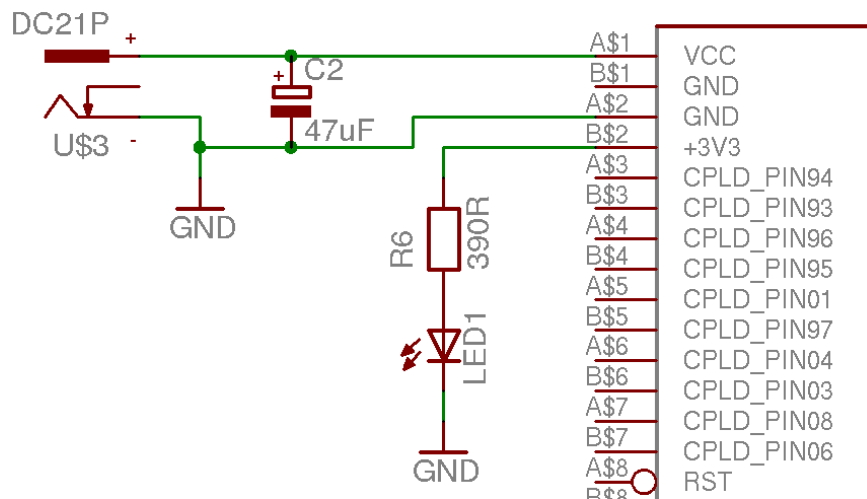 DC21P
+
U$3
-
+
C2
47uF
GND
R6
390R
LED1
GND
A$1
VCC
B$1
GND
A$2
GND
B$2
+3V3
A$3
CPLD_PIN94
B$3
CPLD_PIN93
A$4
CPLD_PIN96
B$4
CPLD_PIN95
A$5
CPLD_PIN01
B$5
CPLD_PIN97
A$6
CPLD_PIN04
B$6
CPLD_PIN03
A$7
CPLD_PIN08
B$7
CPLD_PIN06
A$8
RST
B$8